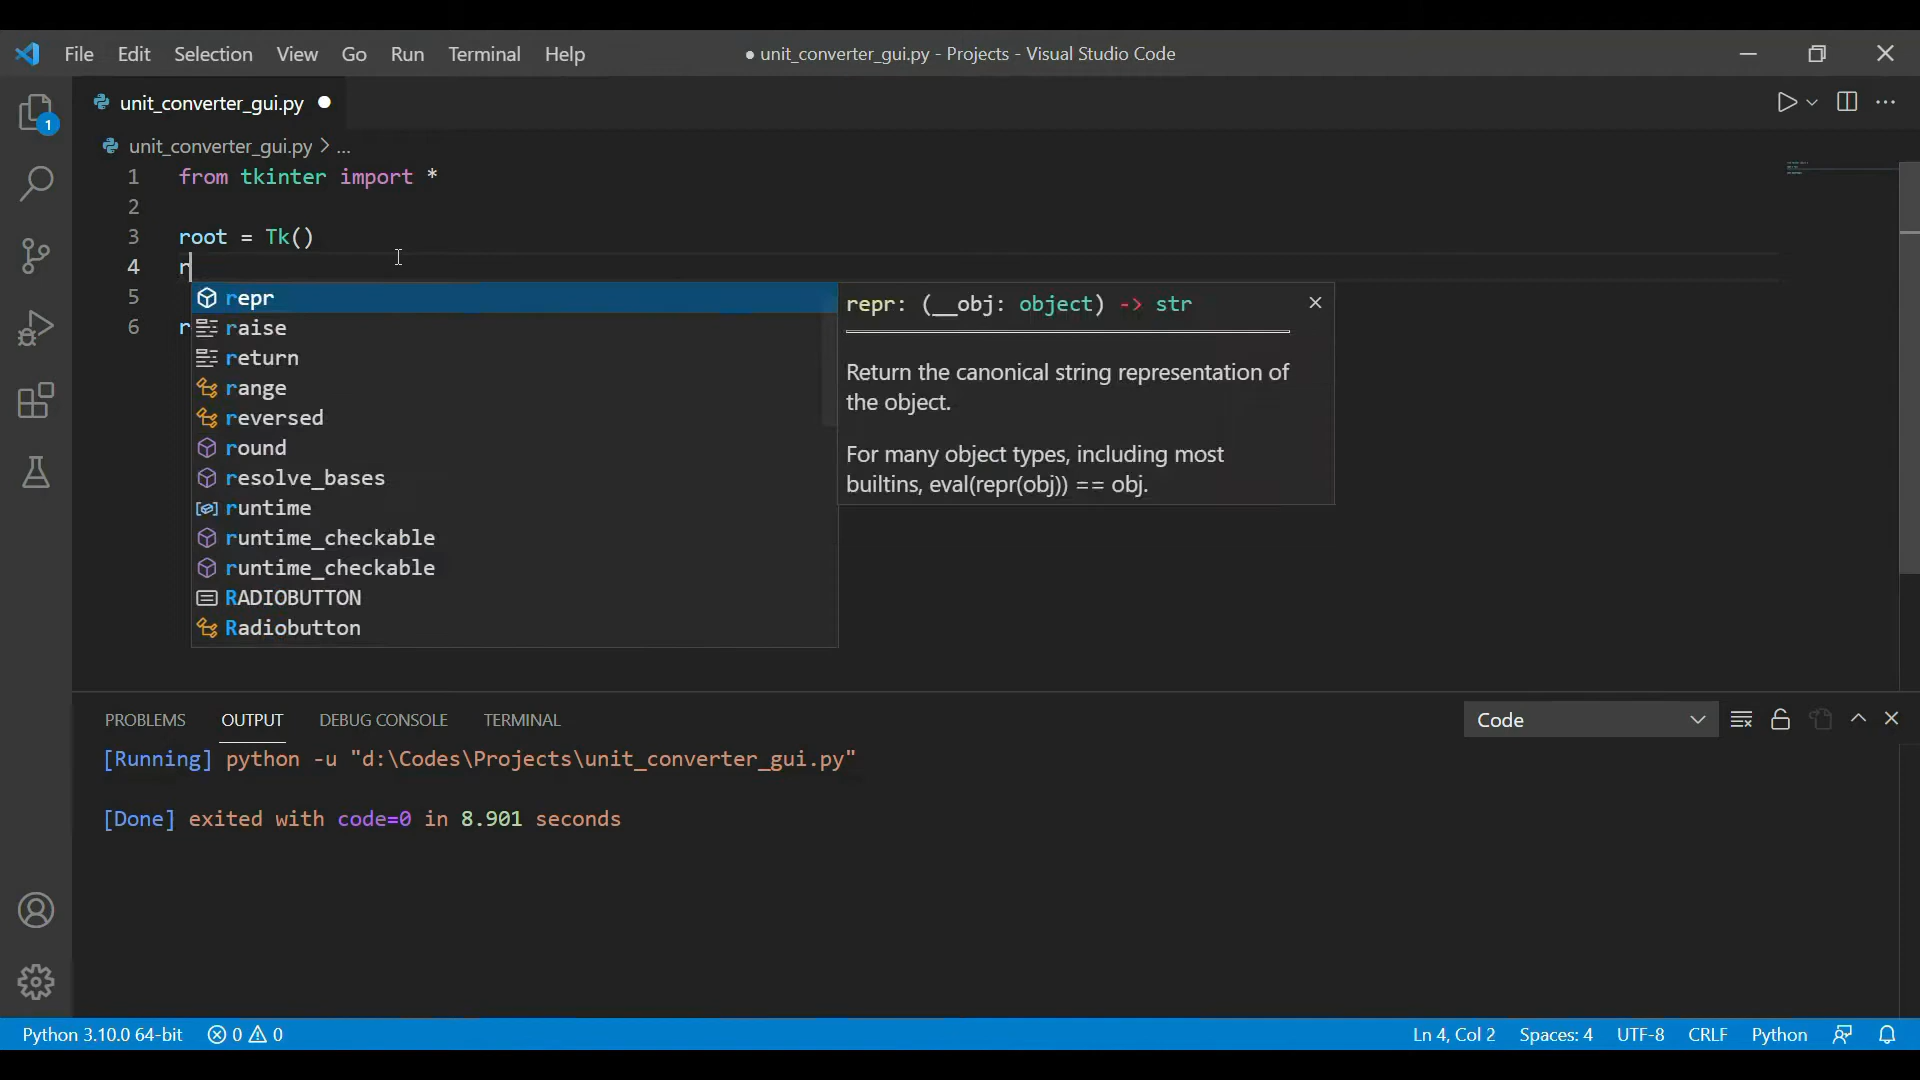 File Edit Selection View Go Run Terminal Help
● unit_converter_gui.py - Projects - Visual Studio Code
unit_converter_gui.py ●
1
unit_converter_gui.py > ...
1 from tkinter import *
2
3 root = Tk()
4 r
5
6 r
repr
raise
return
range
reversed
round
resolve_bases
runtime
runtime_checkable
runtime_checkable
RADIOBUTTON
Radiobutton
repr: (__obj: object) -> str
Return the canonical string representation of
the object.
For many object types, including most
builtins, eval(repr(obj)) == obj.
PROBLEMS OUTPUT DEBUG CONSOLE TERMINAL
Code
[Running] python -u "d:\Codes\Projects\unit_converter_gui.py"
[Done] exited with code=0 in 8.901 seconds
Python 3.10.0 64-bit 0 0
Ln 4, Col 2 Spaces: 4 UTF-8 CRLF Python